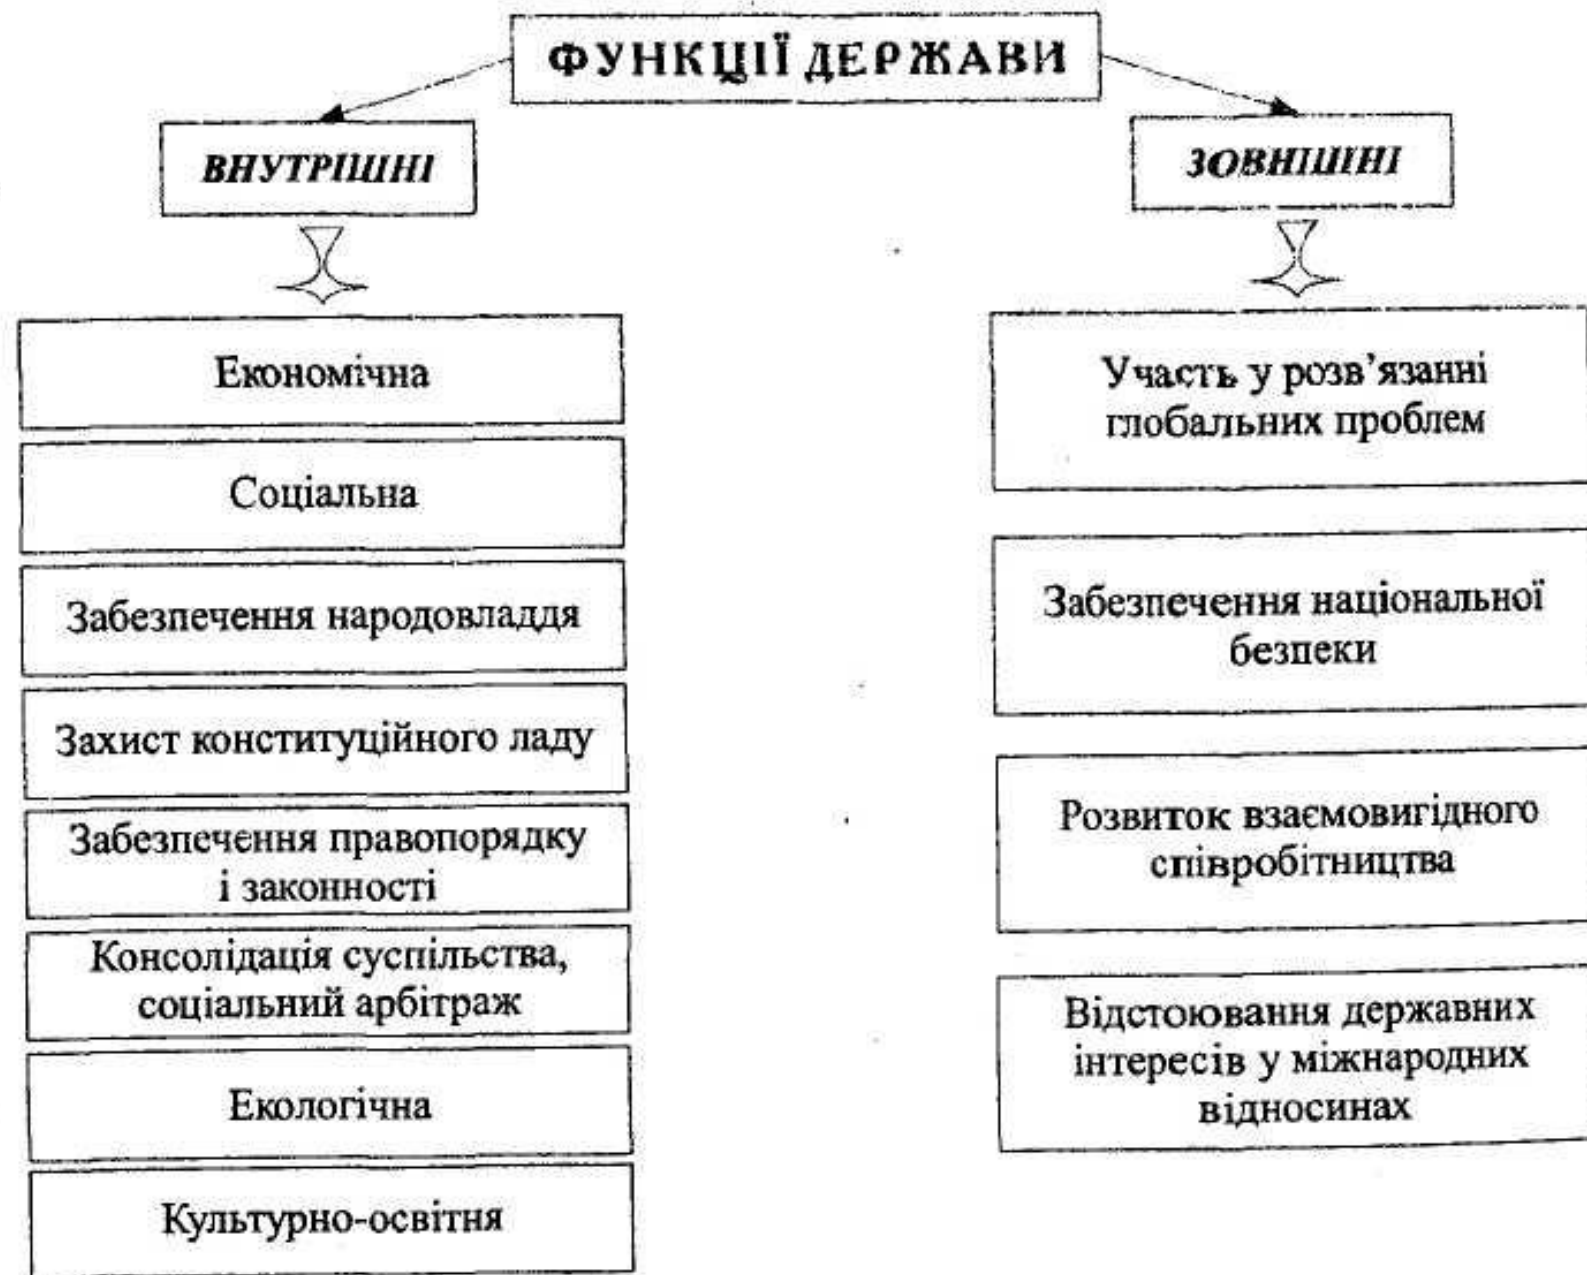 ФУНКЦІЇ ДЕРЖАВИ
ВНУТРІШНІ
Економічна
Соціальна
Забезпечення народовладдя
Захист конституційного ладу
Забезпечення правопорядку
і законності
Консолідація суспільства,
соціальний арбітраж
Екологічна
Культурно-освітня
ЗОВНІШНІ
Участь у розв’язанні
глобальних проблем
Забезпечення національної
безпеки
Розвиток взаємовигідного
співробітництва
Відстоювання державних
інтересів у міжнародних
відносинах